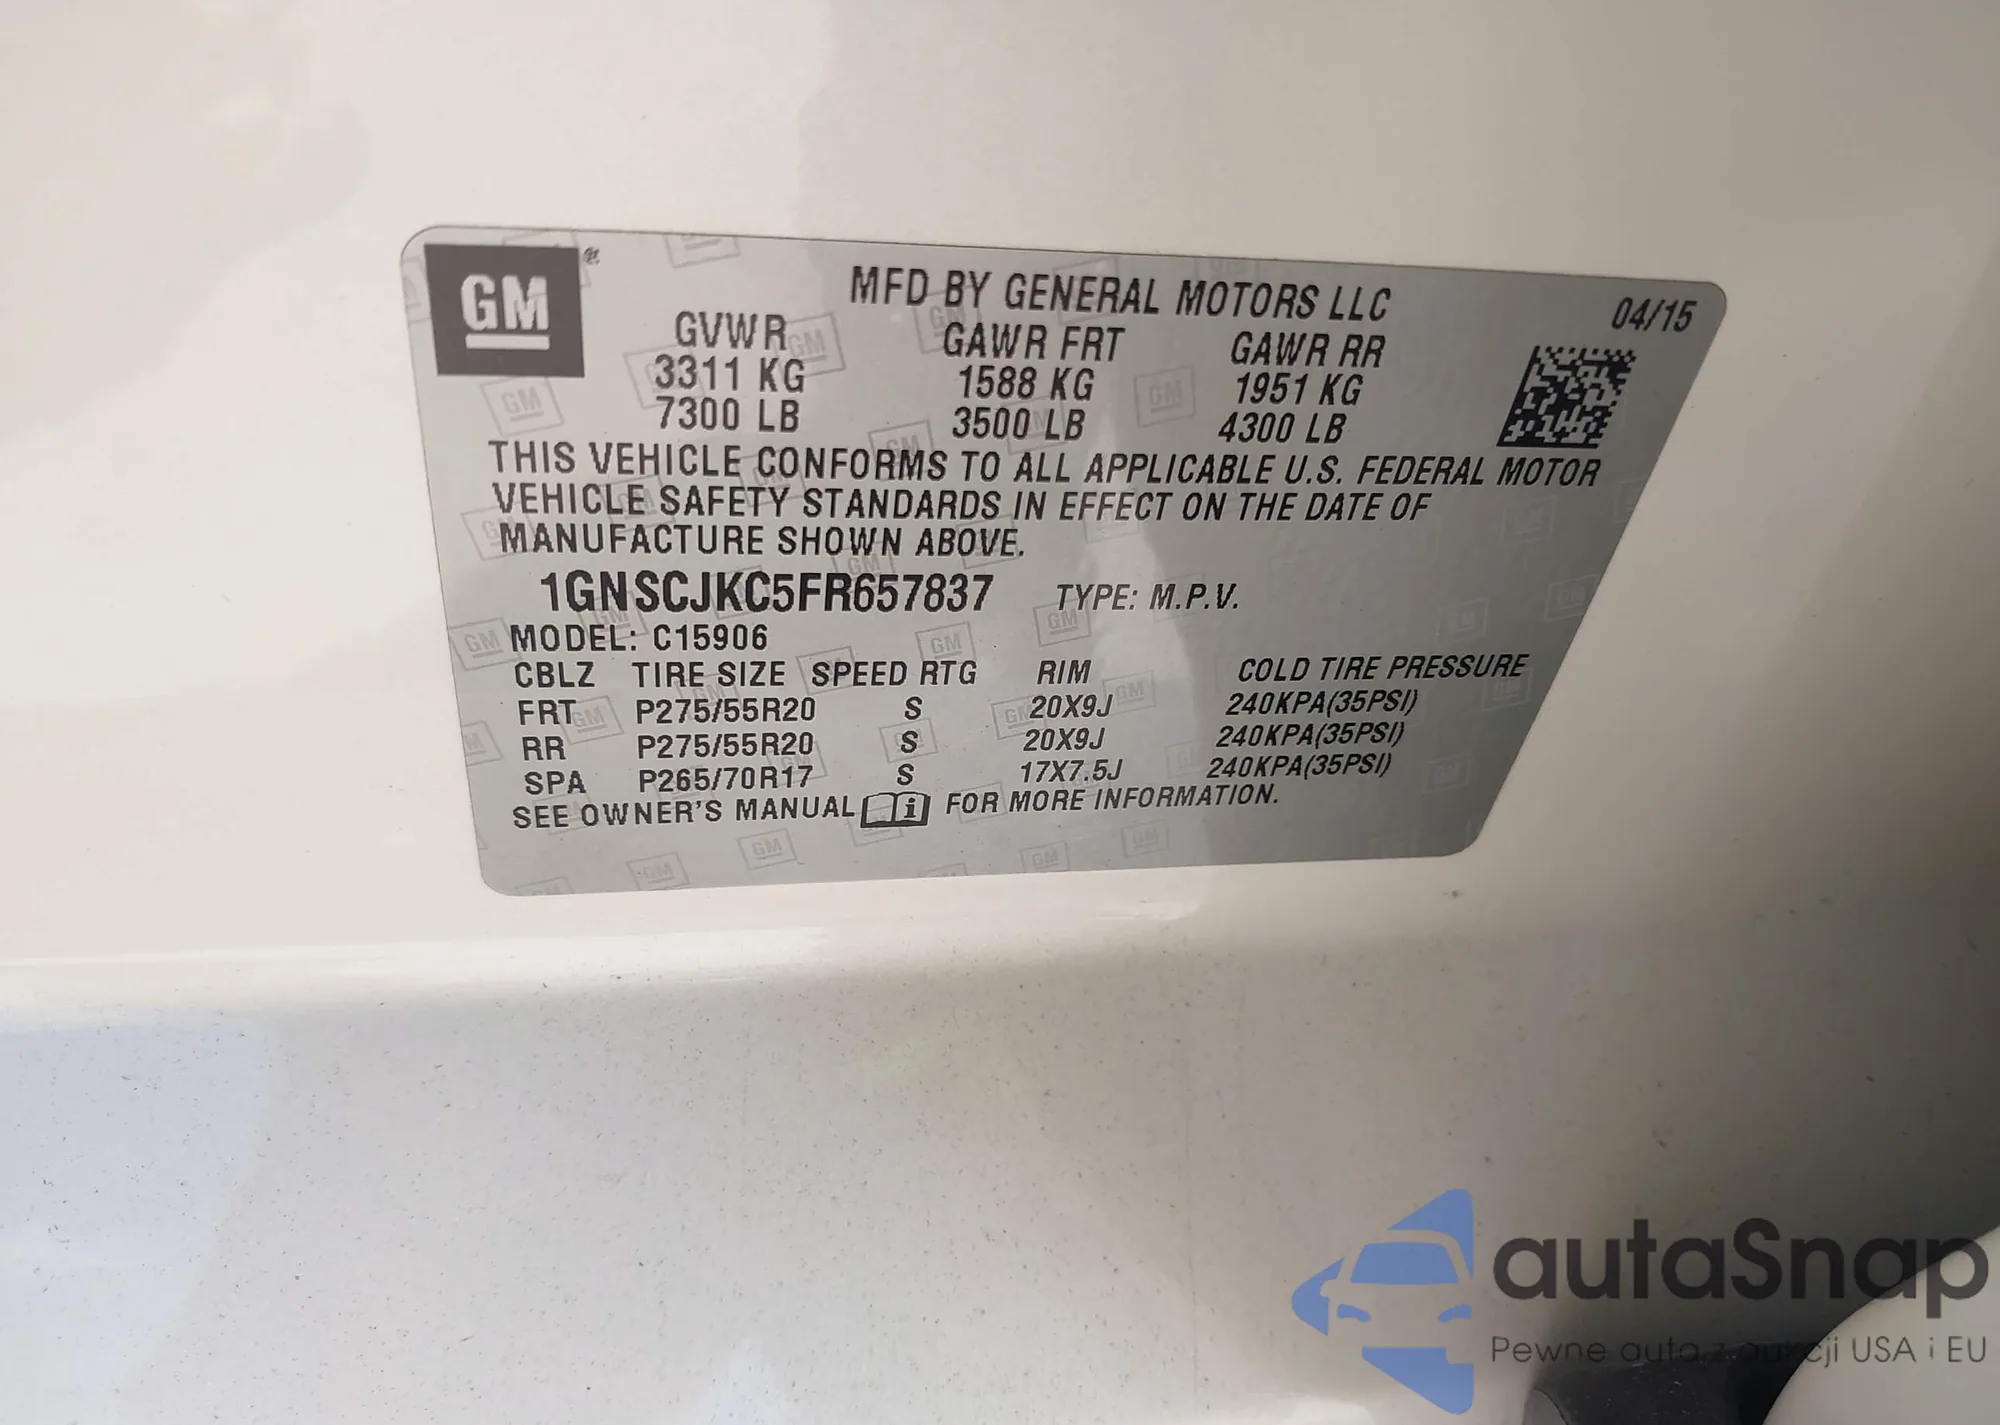 GM
MFD BY GENERAL MOTORS LLC 04/15
GVWR GAWR FRT GAWR RR
3311 KG 1588 KG 1951 KG
7300 LB 3500 LB 4300 LB
THIS VEHICLE CONFORMS TO ALL APPLICABLE U.S. FEDERAL MOTOR
VEHICLE SAFETY STANDARDS IN EFFECT ON THE DATE OF
MANUFACTURE SHOWN ABOVE.
1GNSCJKC5FR657837 TYPE: M.P.V.
MODEL: C15906
CBLZ TIRE SIZE SPEED RTG RIM COLD TIRE PRESSURE
FRT P275/55R20 S 20X9J 240KPA(35PSI)
RR P275/55R20 S 20X9J 240KPA(35PSI)
SPA P265/70R17 S 17X7.5J 240KPA(35PSI)
SEE OWNER'S MANUAL i FOR MORE INFORMATION.
autaSnap
Pewne auta z aukcji USA i EU